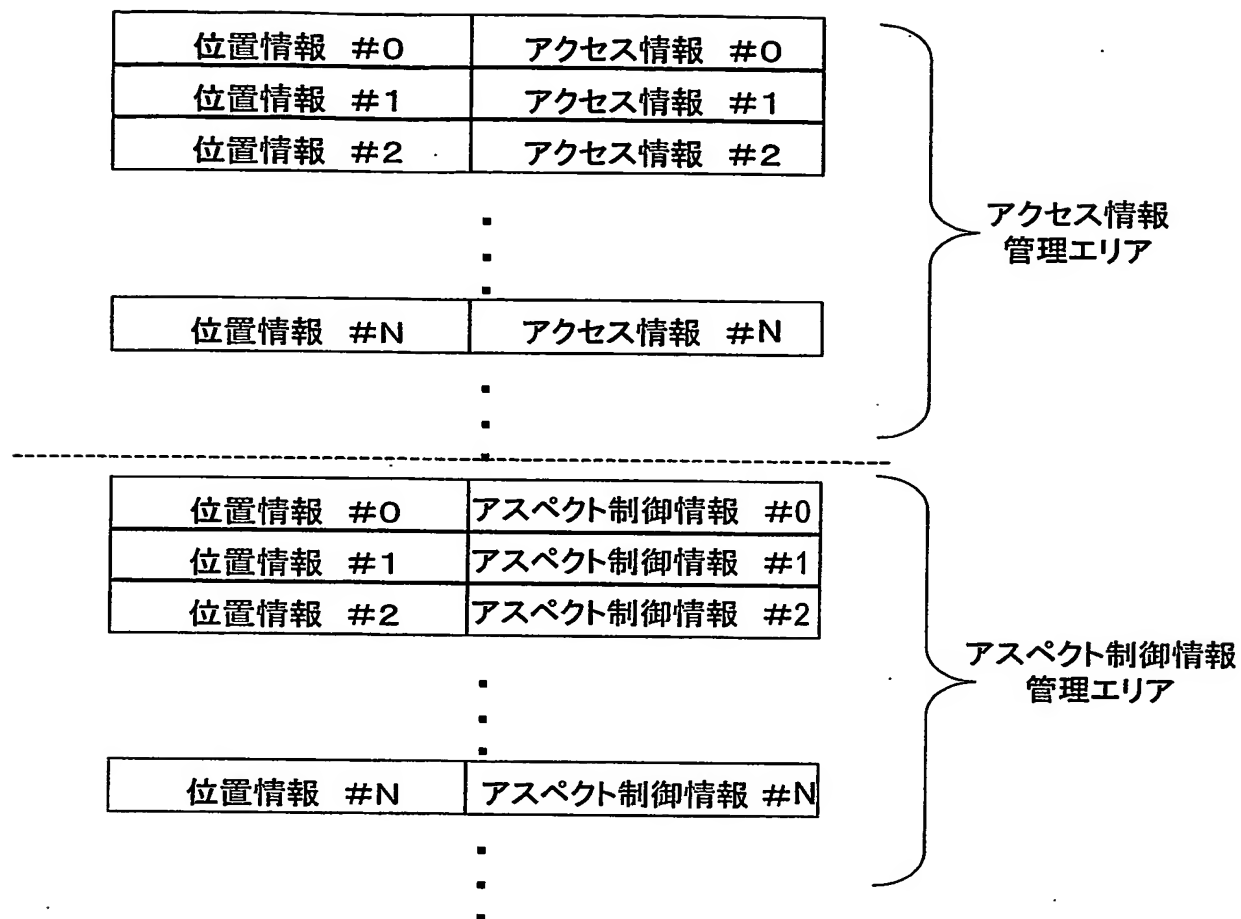 位置情報 #0 アクセス情報 #0
位置情報 #1 アクセス情報 #1
位置情報 #2 アクセス情報 #2
アクセス情報
管理エリア
位置情報 #N アクセス情報 #N
位置情報 #0 アスペクト制御情報 #0
位置情報 #1 アスペクト制御情報 #1
位置情報 #2 アスペクト制御情報 #2
アスペクト制御情報
管理エリア
位置情報 #N アスペクト制御情報 #N